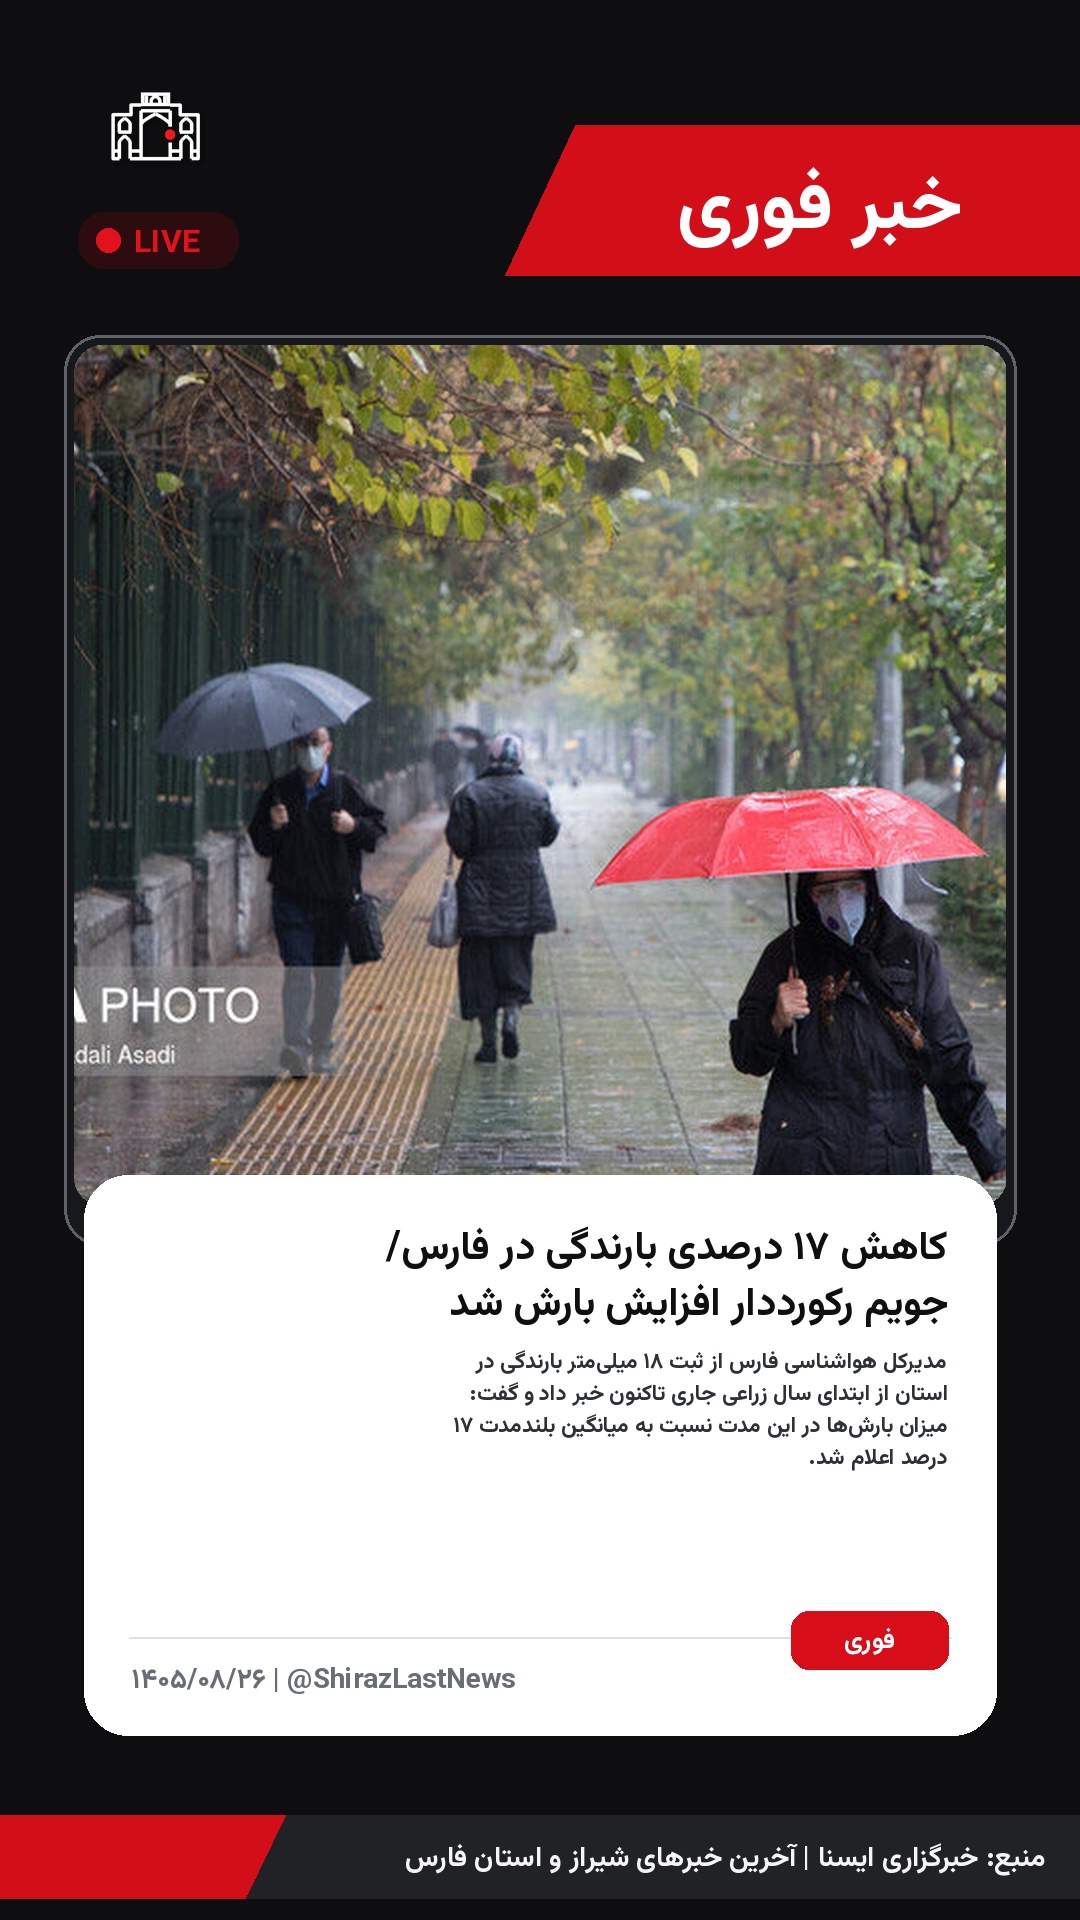 خبر فوری
LIVE
A PHOTO
dali Asadi
کاهش ۱۷ درصدی بارندگی در فارس/
جویم رکورددار افزایش بارش شد
مدیرکل هواشناسی فارس از ثبت ۱۸ میلی‌متر بارندگی در
استان از ابتدای سال زراعی جاری تاکنون خبر داد و گفت:
میزان بارش‌ها در این مدت نسبت به میانگین بلندمدت ۱۷
درصد اعلام شد.
فوری
۱۴۰۵/۰۸/۲۶ | @ShirazLastNews
منبع: خبرگزاری ایسنا | آخرین خبرهای شیراز و استان فارس